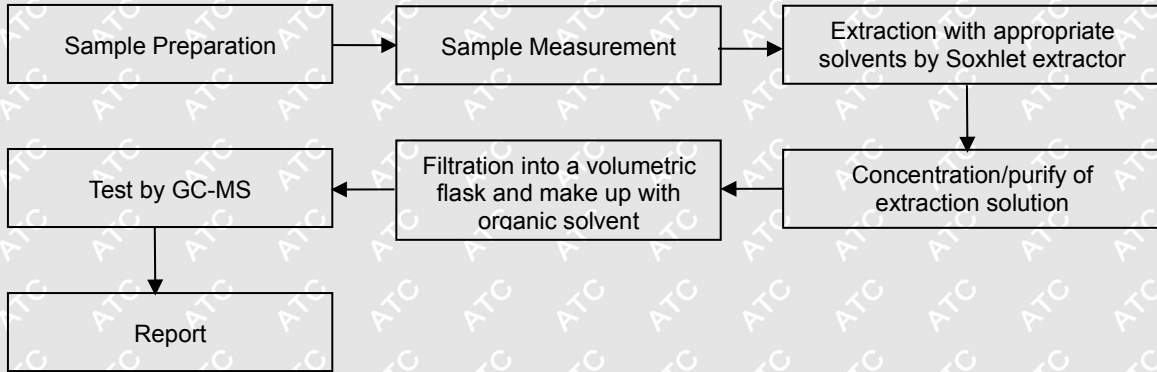 Sample Preparation
Sample Measurement
Extraction with appropriate
solvents by Soxhlet extractor
Concentration/purify of
extraction solution
Filtration into a volumetric
flask and make up with
organic solvent
Test by GC-MS
Report